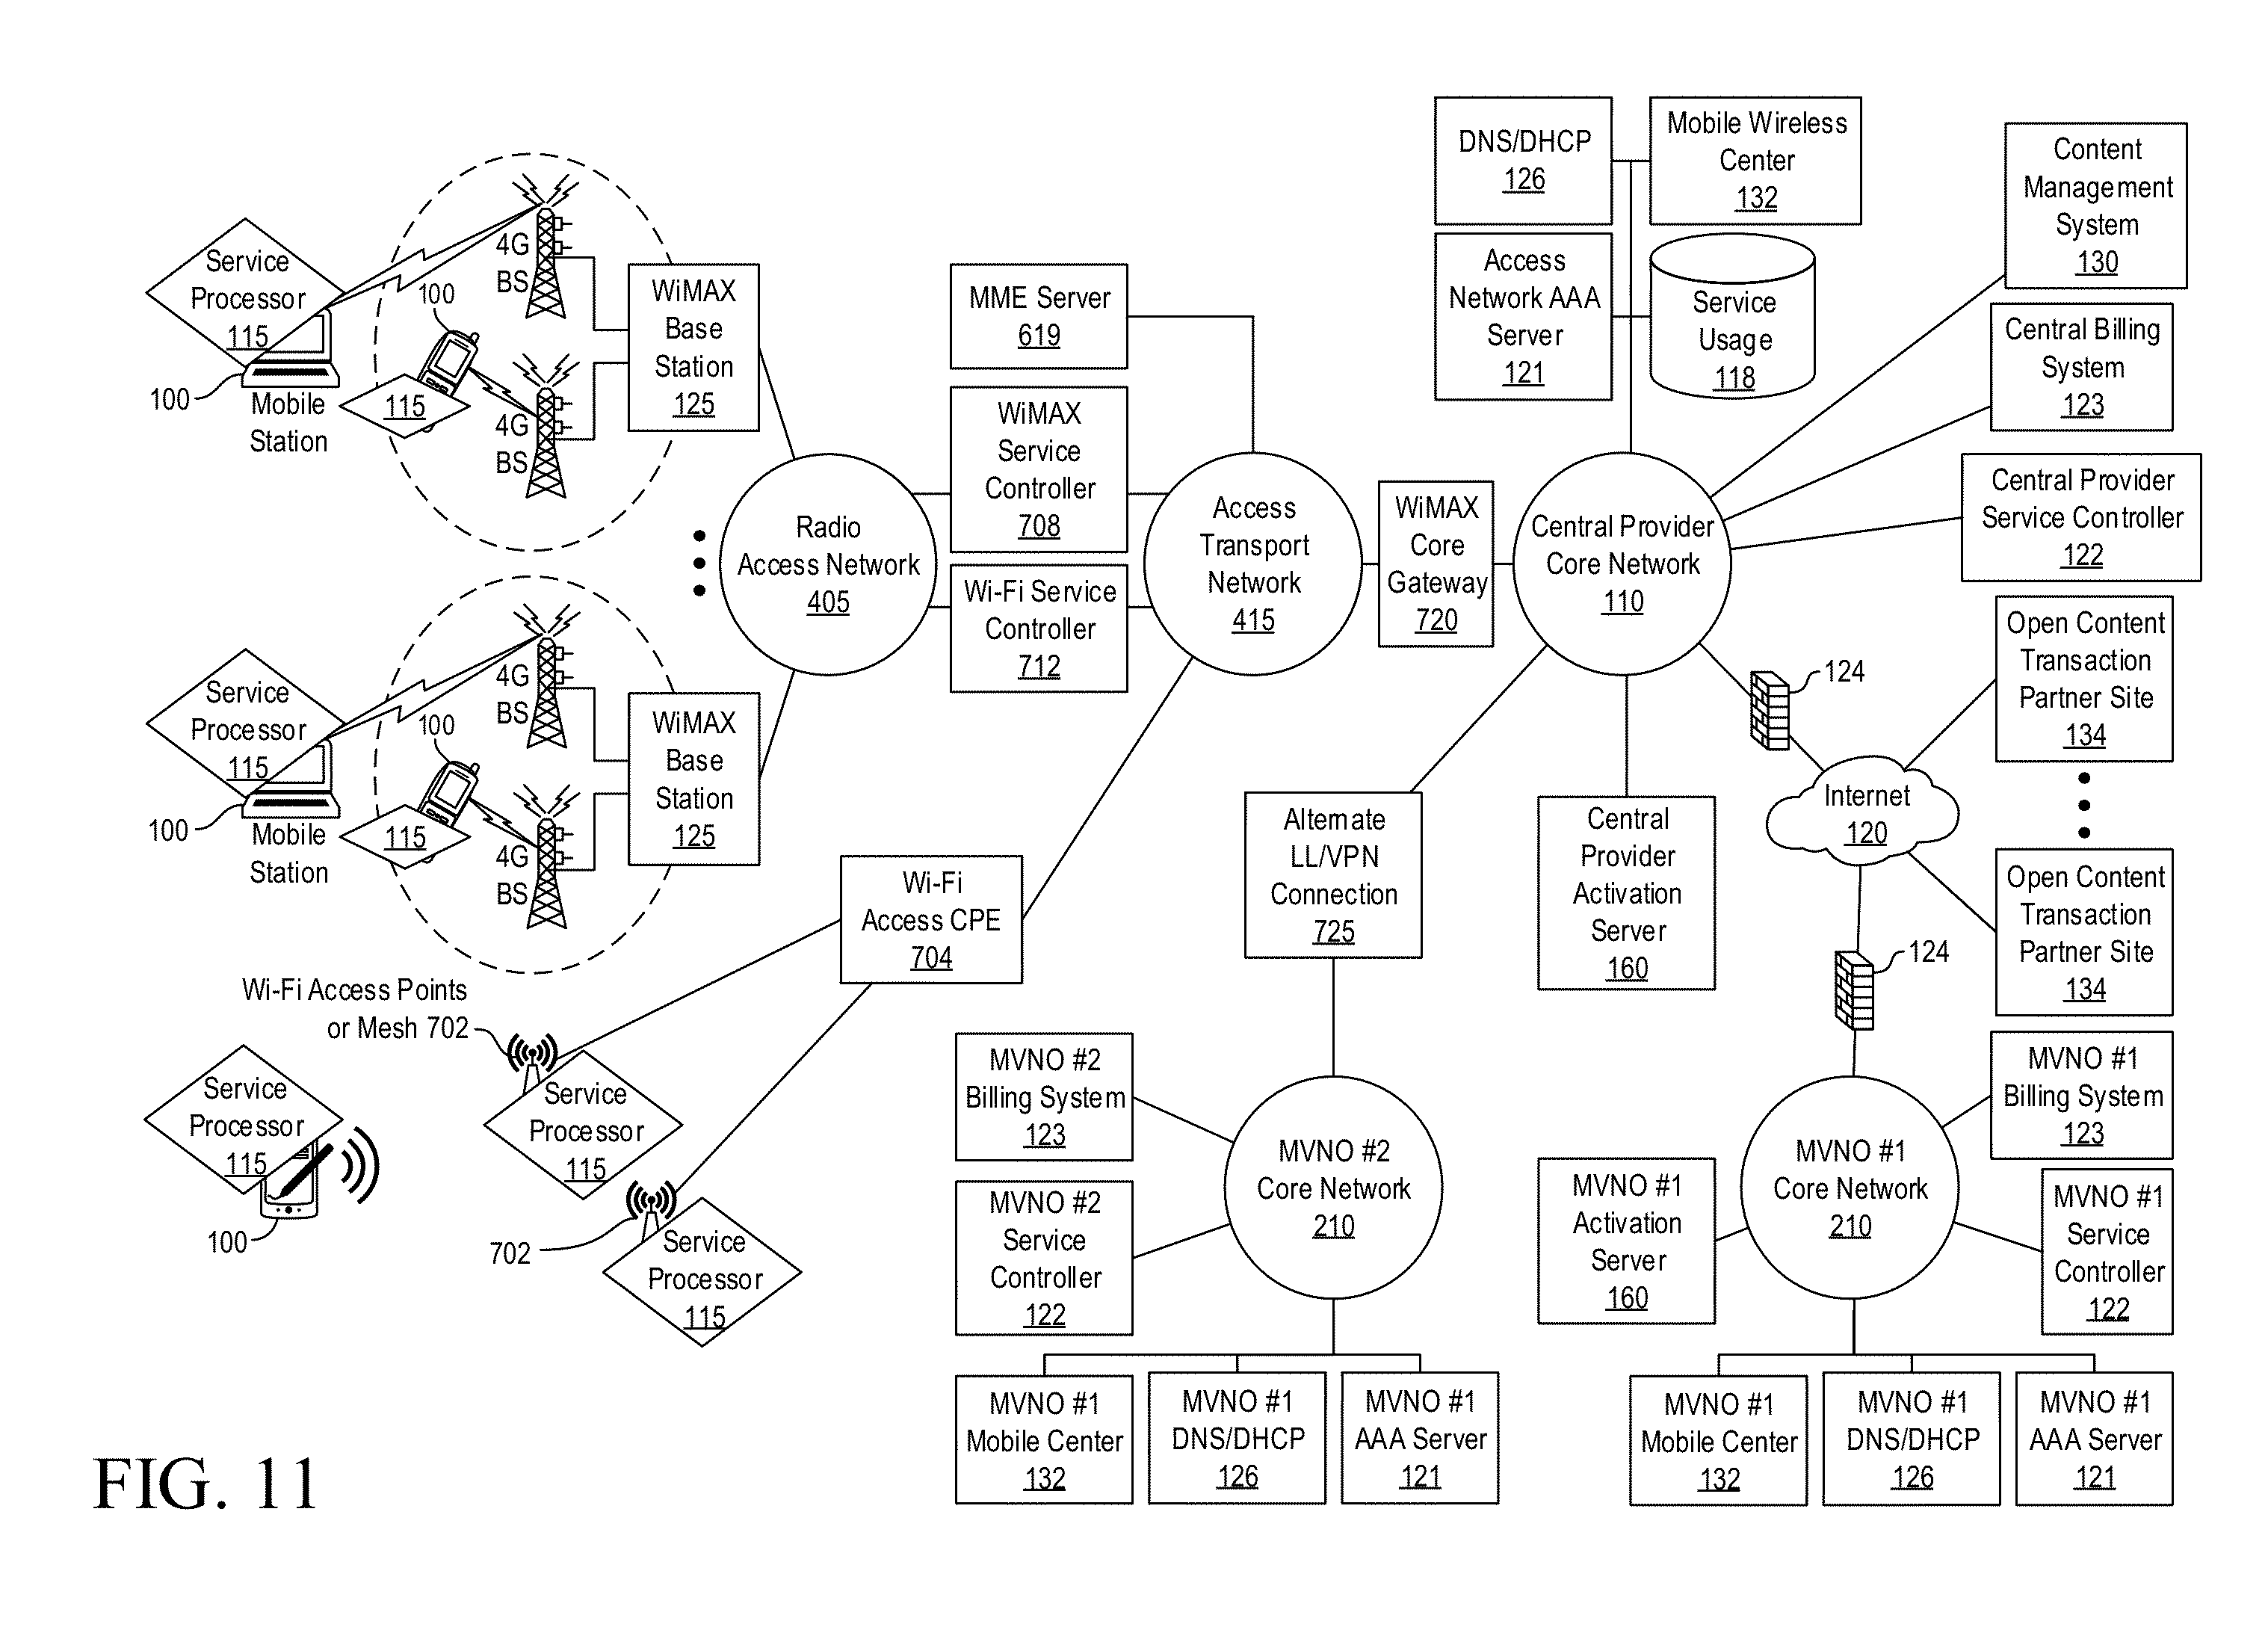 DNS/DHCP
126
Mobile Wireless
Center
132
Access
Network AAA
Server
121
Service
Usage
118
Content
Management
System
130
Central Billing
System
123
Central Provider
Service Controller
122
Service
Processor
115
100
Mobile
Station
4G
BS
100
115
4G
BS
WiMAX
Base
Station
125
MME Server
619
WiMAX
Service
Controller
708
Wi-Fi Service
Controller
712
Radio
Access Network
405
Access
Transport
Network
415
WiMAX
Core
Gateway
720
Central Provider
Core Network
110
124
Open Content
Transaction
Partner Site
134
Internet
120
Open Content
Transaction
Partner Site
134
124
Service
Processor
115
100
Mobile
Station
4G
BS
100
115
4G
BS
WiMAX
Base
Station
125
Wi-Fi
Access CPE
704
Alternate
LL/VPN
Connection
725
Central
Provider
Activation
Server
160
Wi-Fi Access Points
or Mesh 702
Service
Processor
115
100
Service
Processor
115
702
Service
Processor
115
MVNO #2
Billing System
123
MVNO #2
Service
Controller
122
MVNO #2
Core Network
210
MVNO #1
Mobile Center
132
MVNO #1
DNS/DHCP
126
MVNO #1
AAA Server
121
MVNO #1
Activation
Server
160
MVNO #1
Core Network
210
MVNO #1
Billing System
123
MVNO #1
Service
Controller
122
MVNO #1
Mobile Center
132
MVNO #1
DNS/DHCP
126
MVNO #1
AAA Server
121
FIG. 11